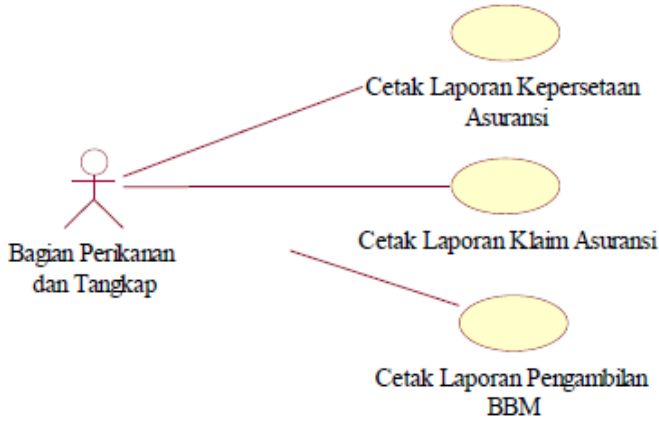 Cetak Laporan Kepersetaan
Asuransi
Bagian Perikanan
dan Tangkap
Cetak Laporan Klaim Asuransi
Cetak Laporan Pengambilan
BBM